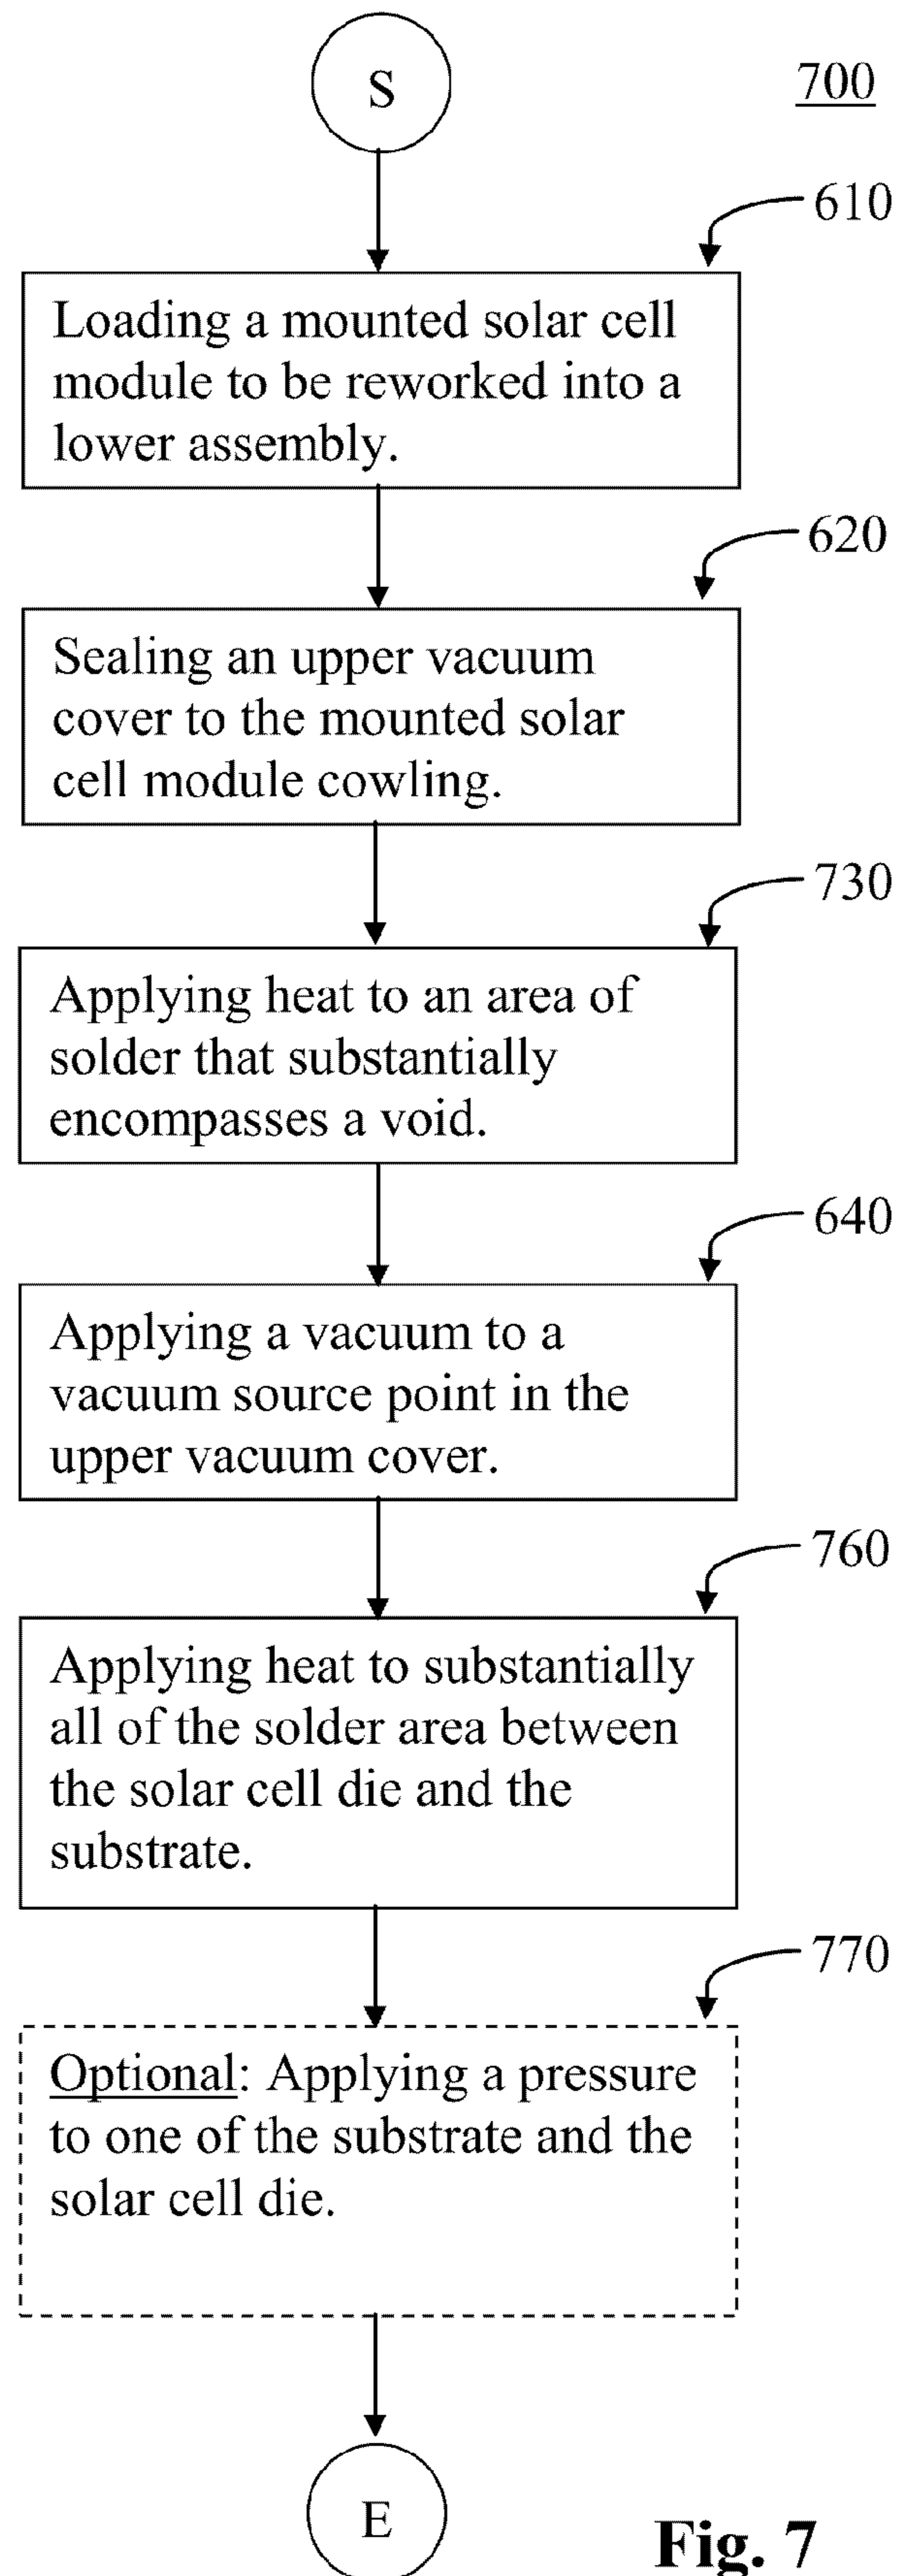 S
700
610
Loading a mounted solar cell
module to be reworked into a
lower assembly.
620
Sealing an upper vacuum
cover to the mounted solar
cell module cowling.
730
Applying heat to an area of
solder that substantially
encompasses a void.
640
Applying a vacuum to a
vacuum source point in the
upper vacuum cover.
760
Applying heat to substantially
all of the solder area between
the solar cell die and the
substrate.
770
Optional: Applying a pressure
to one of the substrate and the
solar cell die.
E
Fig. 7